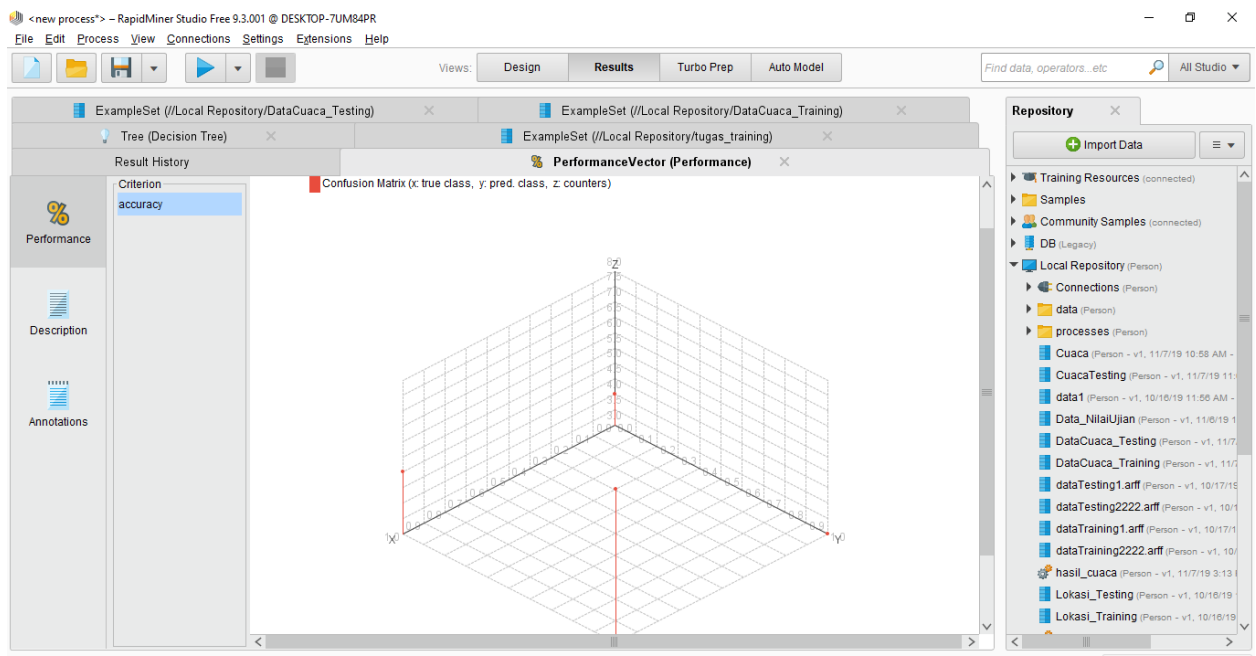 <new process*> – RapidMiner Studio Free 9.3.001 @ DESKTOP-7UM84PR
File Edit Process View Connections Settings Extensions Help
Views: Design Results Turbo Prep Auto Model
Find data, operators...etc
All Studio
ExampleSet (//Local Repository/DataCuaca_Testing)
ExampleSet (//Local Repository/DataCuaca_Training)
Tree (Decision Tree)
ExampleSet (//Local Repository/tugas_training)
Result History
PerformanceVector (Performance)
Performance
Description
Annotations
Criterion
accuracy
Confusion Matrix (x: true class, y: pred. class, z: counters)
Z
X
Y
Repository
Import Data
Training Resources (connected)
Samples
Community Samples (connected)
DB (Legacy)
Local Repository (Person)
Connections (Person)
data (Person)
processes (Person)
Cuaca (Person - v1, 11/7/19 10:58 AM -
CuacaTesting (Person - v1, 11/7/19 11:
data1 (Person - v1, 10/16/19 11:56 AM -
Data_NilaiUjian (Person - v1, 11/6/19 1
DataCuaca_Testing (Person - v1, 11/7.
DataCuaca_Training (Person - v1, 11/7
dataTesting1.arff (Person - v1, 10/17/19
dataTesting2222.arff (Person - v1, 10/1
dataTraining1.arff (Person - v1, 10/17/1
dataTraining2222.arff (Person - v1, 10/
hasil_cuaca (Person - v1, 11/7/19 3:13
Lokasi_Testing (Person - v1, 10/16/19
Lokasi_Training (Person - v1, 10/16/19